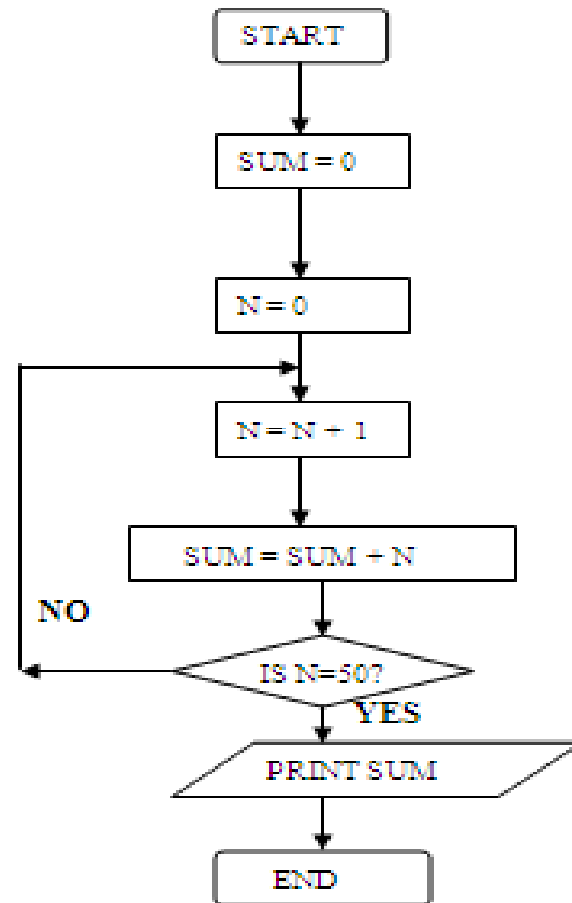 START
SUM = 0
N = 0
N = N + 1
SUM = SUM + N
NO
IS N=50?
YES
PRINT SUM
END